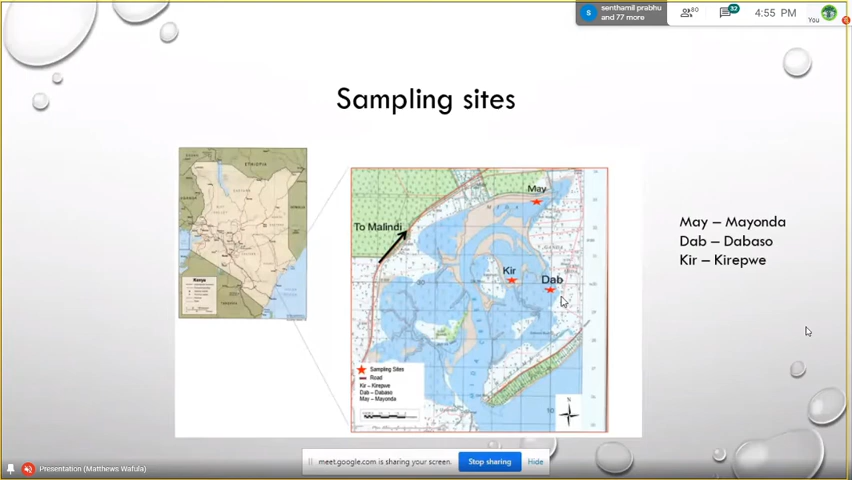 senthamil prabhu
and 77 more
80
32
4:55 PM
You
S
Sampling sites
ETHIOPIA
Kenya
May
To Malindi
Kir
Dab
Sampling Sites
Road
Kir – Kirepwe
Dab – Dabaso
May – Mayonda
N
May – Mayonda
Dab – Dabaso
Kir – Kirepwe
Presentation (Matthews Wafula)
meet.google.com is sharing your screen.
Stop sharing
Hide